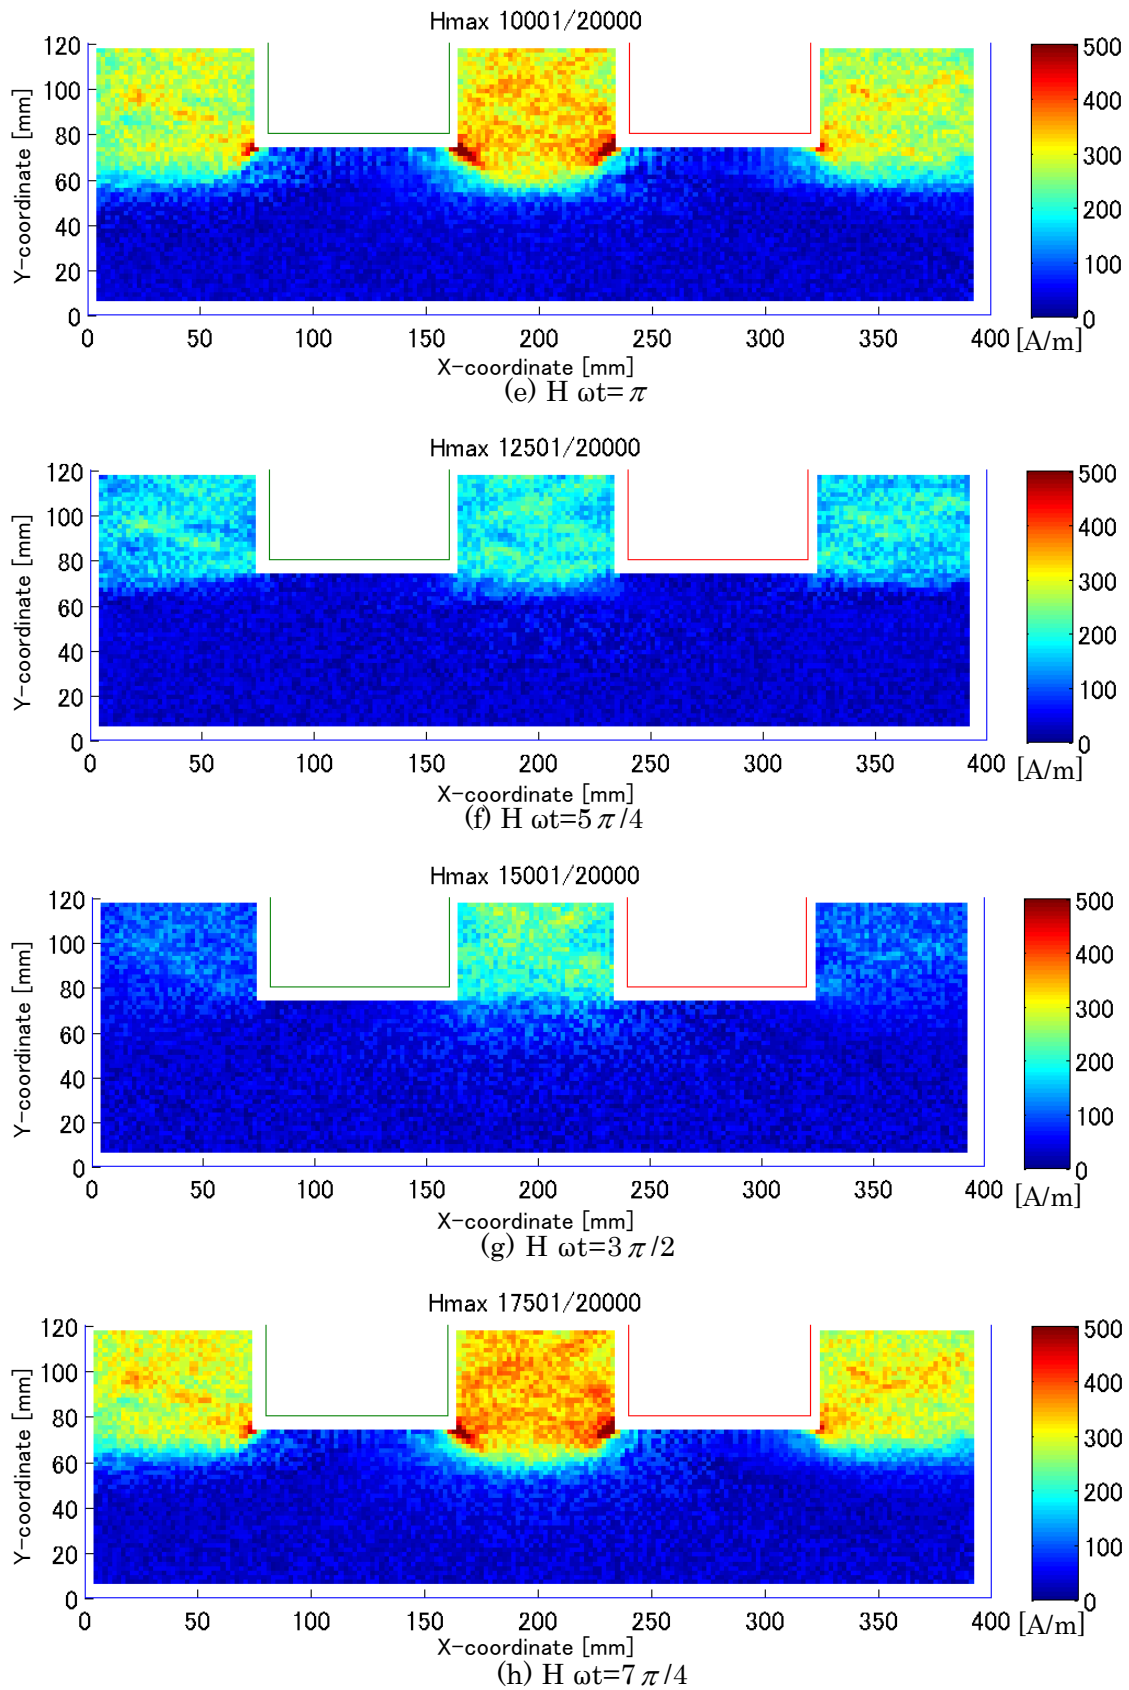 Hmax 10001/20000
120
100
80
60
40
20
0
Y-coordinate [mm]
0 50 100 150 200 250 300 350 400
X-coordinate [mm]
500
400
300
200
100
0
[A/m]
(e) H ωt=π
Hmax 12501/20000
120
100
80
60
40
20
0
Y-coordinate [mm]
0 50 100 150 200 250 300 350 400
X-coordinate [mm]
500
400
300
200
100
0
[A/m]
(f) H ωt=5π/4
Hmax 15001/20000
120
100
80
60
40
20
0
Y-coordinate [mm]
0 50 100 150 200 250 300 350 400
X-coordinate [mm]
500
400
300
200
100
0
[A/m]
(g) H ωt=3π/2
Hmax 17501/20000
120
100
80
60
40
20
0
Y-coordinate [mm]
0 50 100 150 200 250 300 350 400
X-coordinate [mm]
500
400
300
200
100
0
[A/m]
(h) H ωt=7π/4